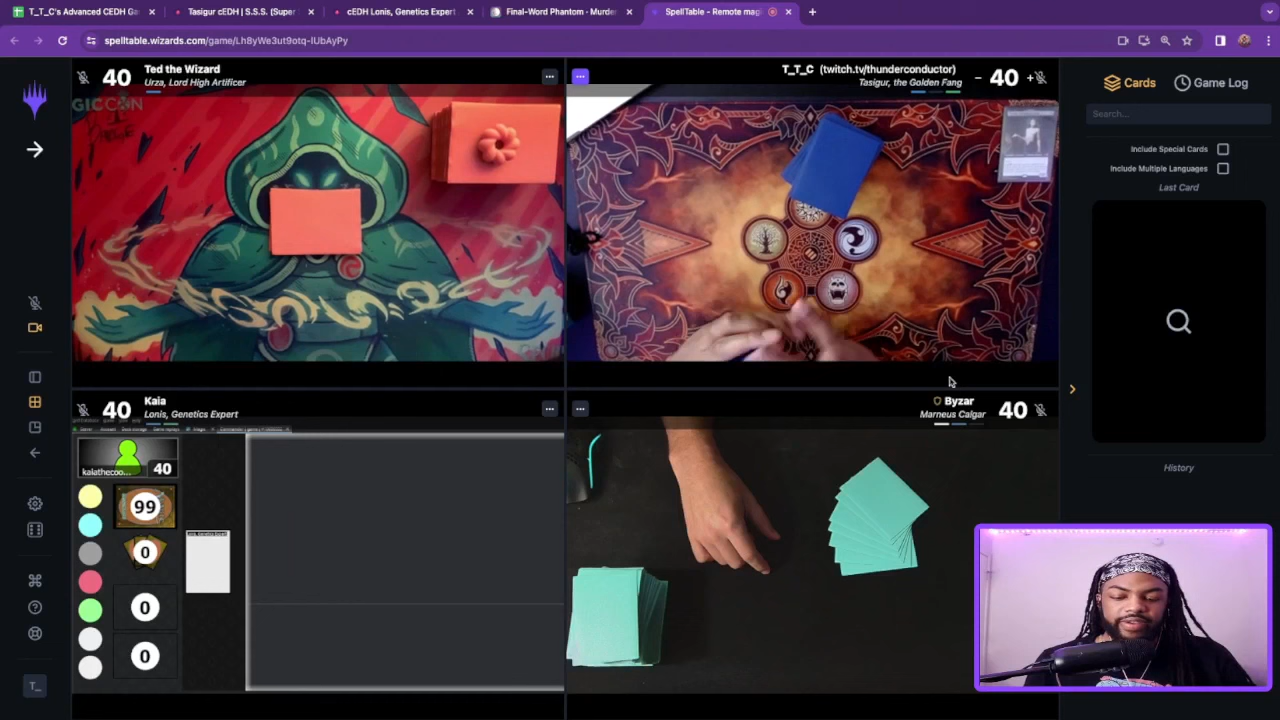 T_T_C's Advanced CEDH Ga
Tasigur cEDH | S.S.S. (Super
cEDH Lonis, Genetics Expert
Final-Word Phantom · Murder
SpellTable - Remote mag
spelltable.wizards.com/game/Lh8yWe3ut9otq-IUbAyPy
40
Ted the Wizard
Urza, Lord High Artificer
T_T_C (twitch.tv/thunderconductor)
Tasigur, the Golden Fang
- 40 +
Cards
Game Log
Search...
Include Special Cards
Include Multiple Languages
Last Card
History
40
Kaia
Lonis, Genetics Expert
Byzar
Marneus Calgar
40
kaiathecoo...
40
99
0
0
0
T_